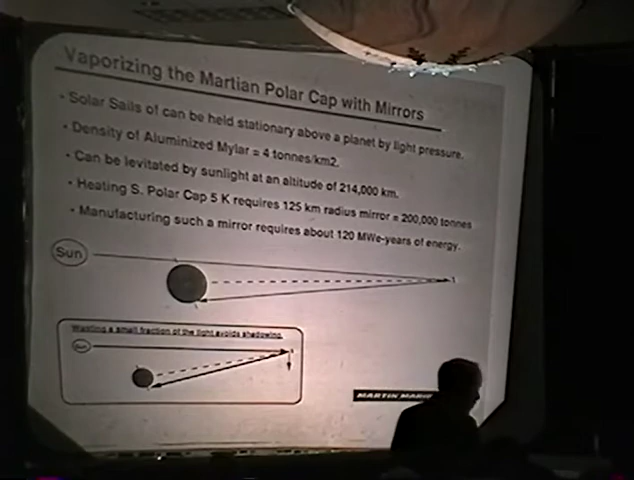 Vaporizing the Martian Polar Cap with Mirrors
• Solar Sails of can be held stationary above a planet by light pressure.
• Density of Aluminized Mylar = 4 tonnes/km2.
• Can be levitated by sunlight at an altitude of 214,000 km.
• Heating S. Polar Cap 5 K requires 125 km radius mirror = 200,000 tonnes
• Manufacturing such a mirror requires about 120 MWe-years of energy.
Sun
Wasting a small fraction of the light avoids shadowing.
Sun
MARTIN